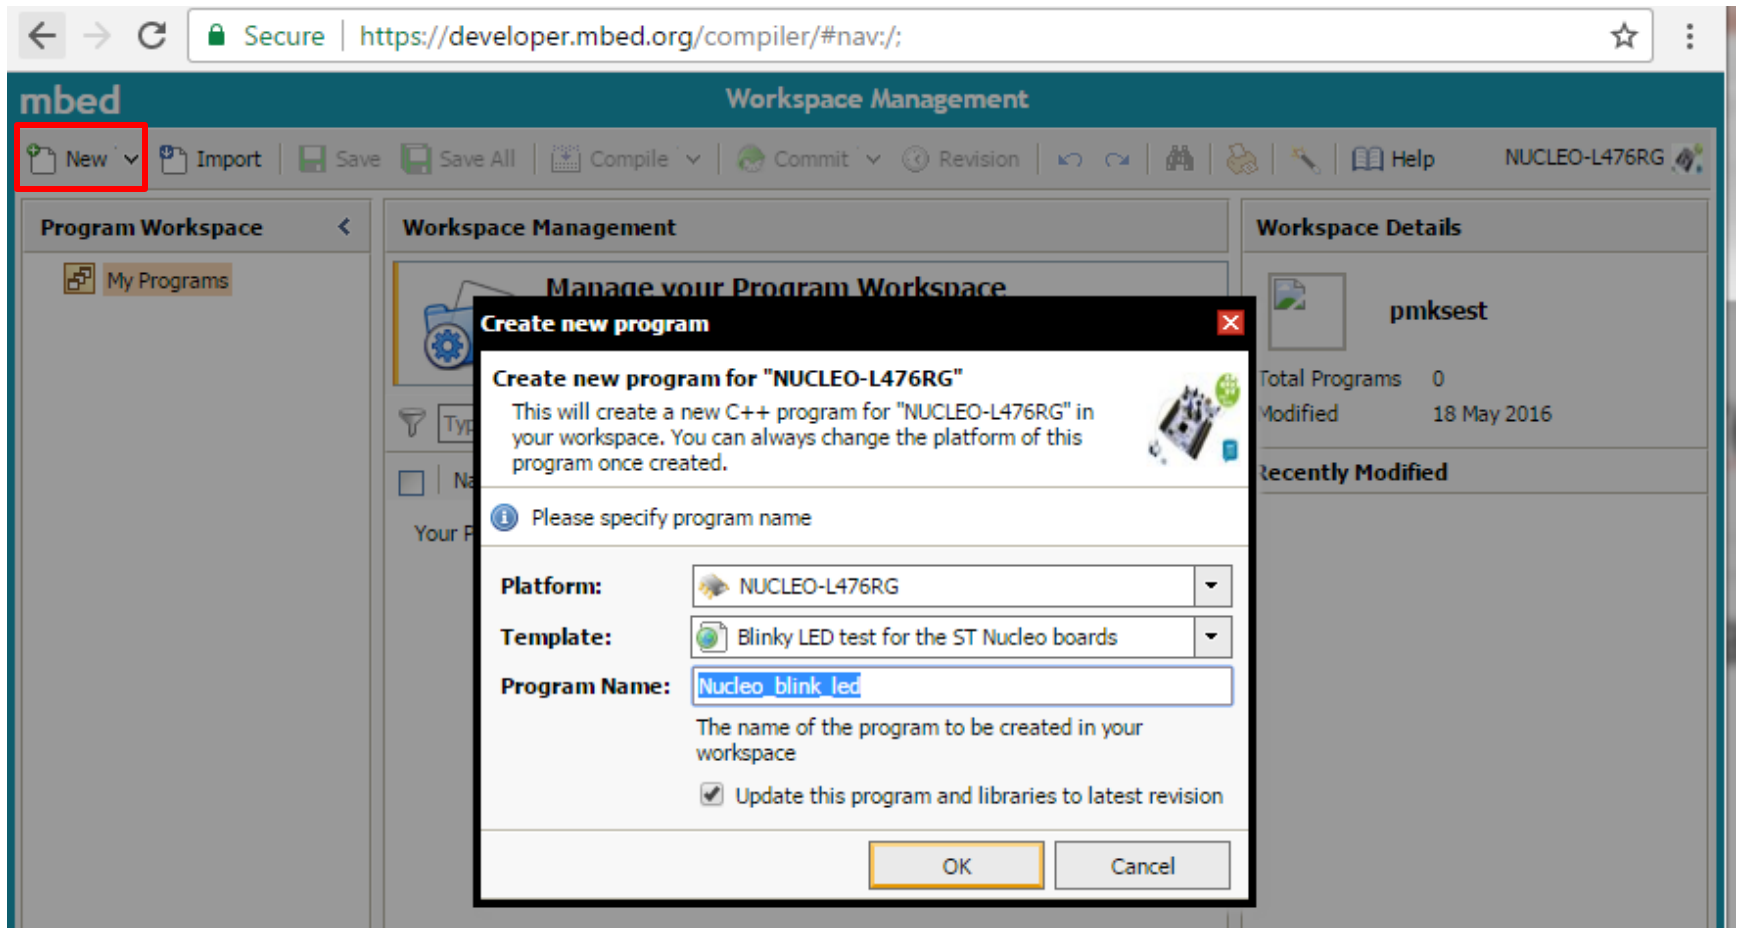 Secure | https://developer.mbed.org/compiler/#nav:/;
mbed
Workspace Management
New
Import
Save
Save All
Compile
Commit
Revision
Help
NUCLEO-L476RG
Program Workspace
Workspace Management
Workspace Details
My Programs
Manage your Program Workspace
pmksest
Total Programs 0
Modified 18 May 2016
Recently Modified
Your
Create new program
Create new program for "NUCLEO-L476RG"
This will create a new C++ program for "NUCLEO-L476RG" in
your workspace. You can always change the platform of this
program once created.
Please specify program name
Platform: NUCLEO-L476RG
Template: Blinky LED test for the ST Nucleo boards
Program Name: Nucleo_blink_led
The name of the program to be created in your
workspace
Update this program and libraries to latest revision
OK
Cancel